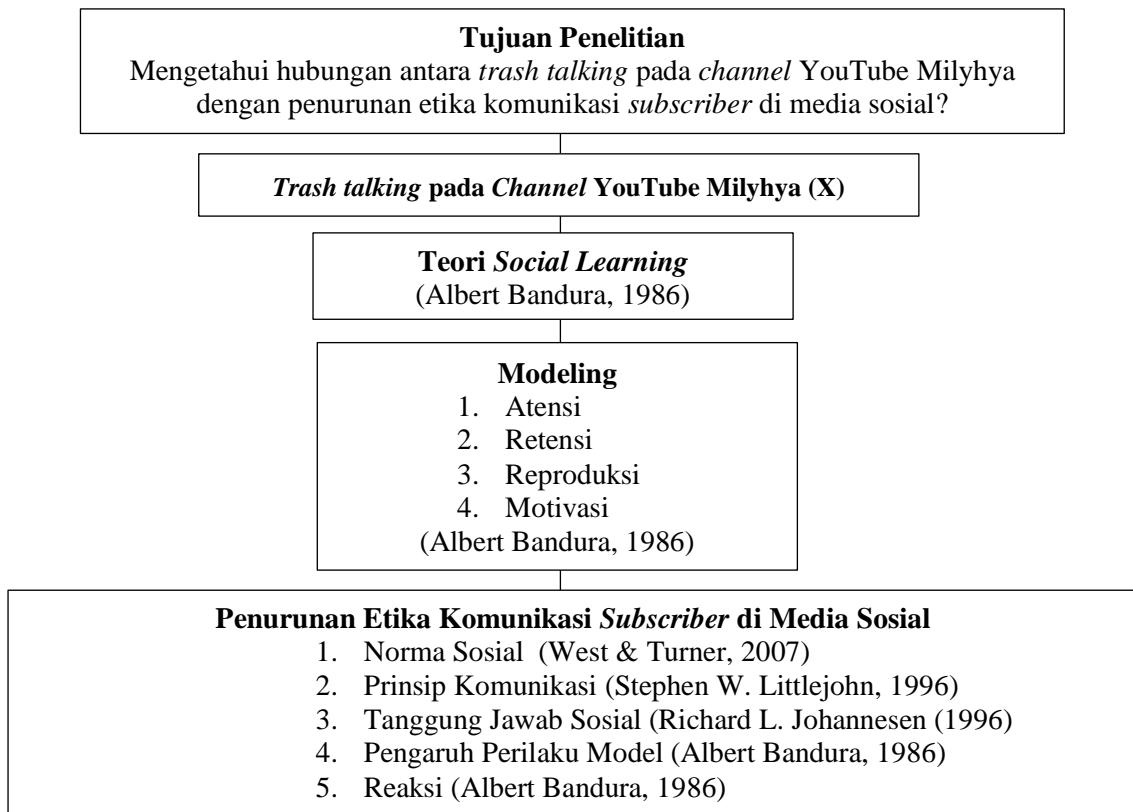 Tujuan Penelitian
Mengetahui hubungan antara trash talking pada channel YouTube Milyhya
dengan penurunan etika komunikasi subscriber di media sosial?
Trash talking pada Channel YouTube Milyhya (X)
Teori Social Learning
(Albert Bandura, 1986)
Modeling
1. Atensi
2. Retensi
3. Reproduksi
4. Motivasi
(Albert Bandura, 1986)
Penurunan Etika Komunikasi Subscriber di Media Sosial
1. Norma Sosial (West & Turner, 2007)
2. Prinsip Komunikasi (Stephen W. Littlejohn, 1996)
3. Tanggung Jawab Sosial (Richard L. Johannesen (1996)
4. Pengaruh Perilaku Model (Albert Bandura, 1986)
5. Reaksi (Albert Bandura, 1986)